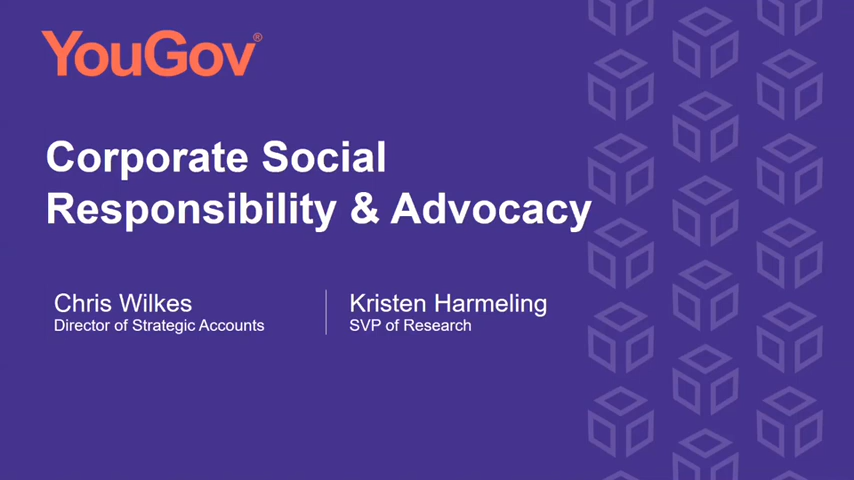 YouGov®
Corporate Social
Responsibility & Advocacy
Chris Wilkes
Director of Strategic Accounts
Kristen Harmeling
SVP of Research